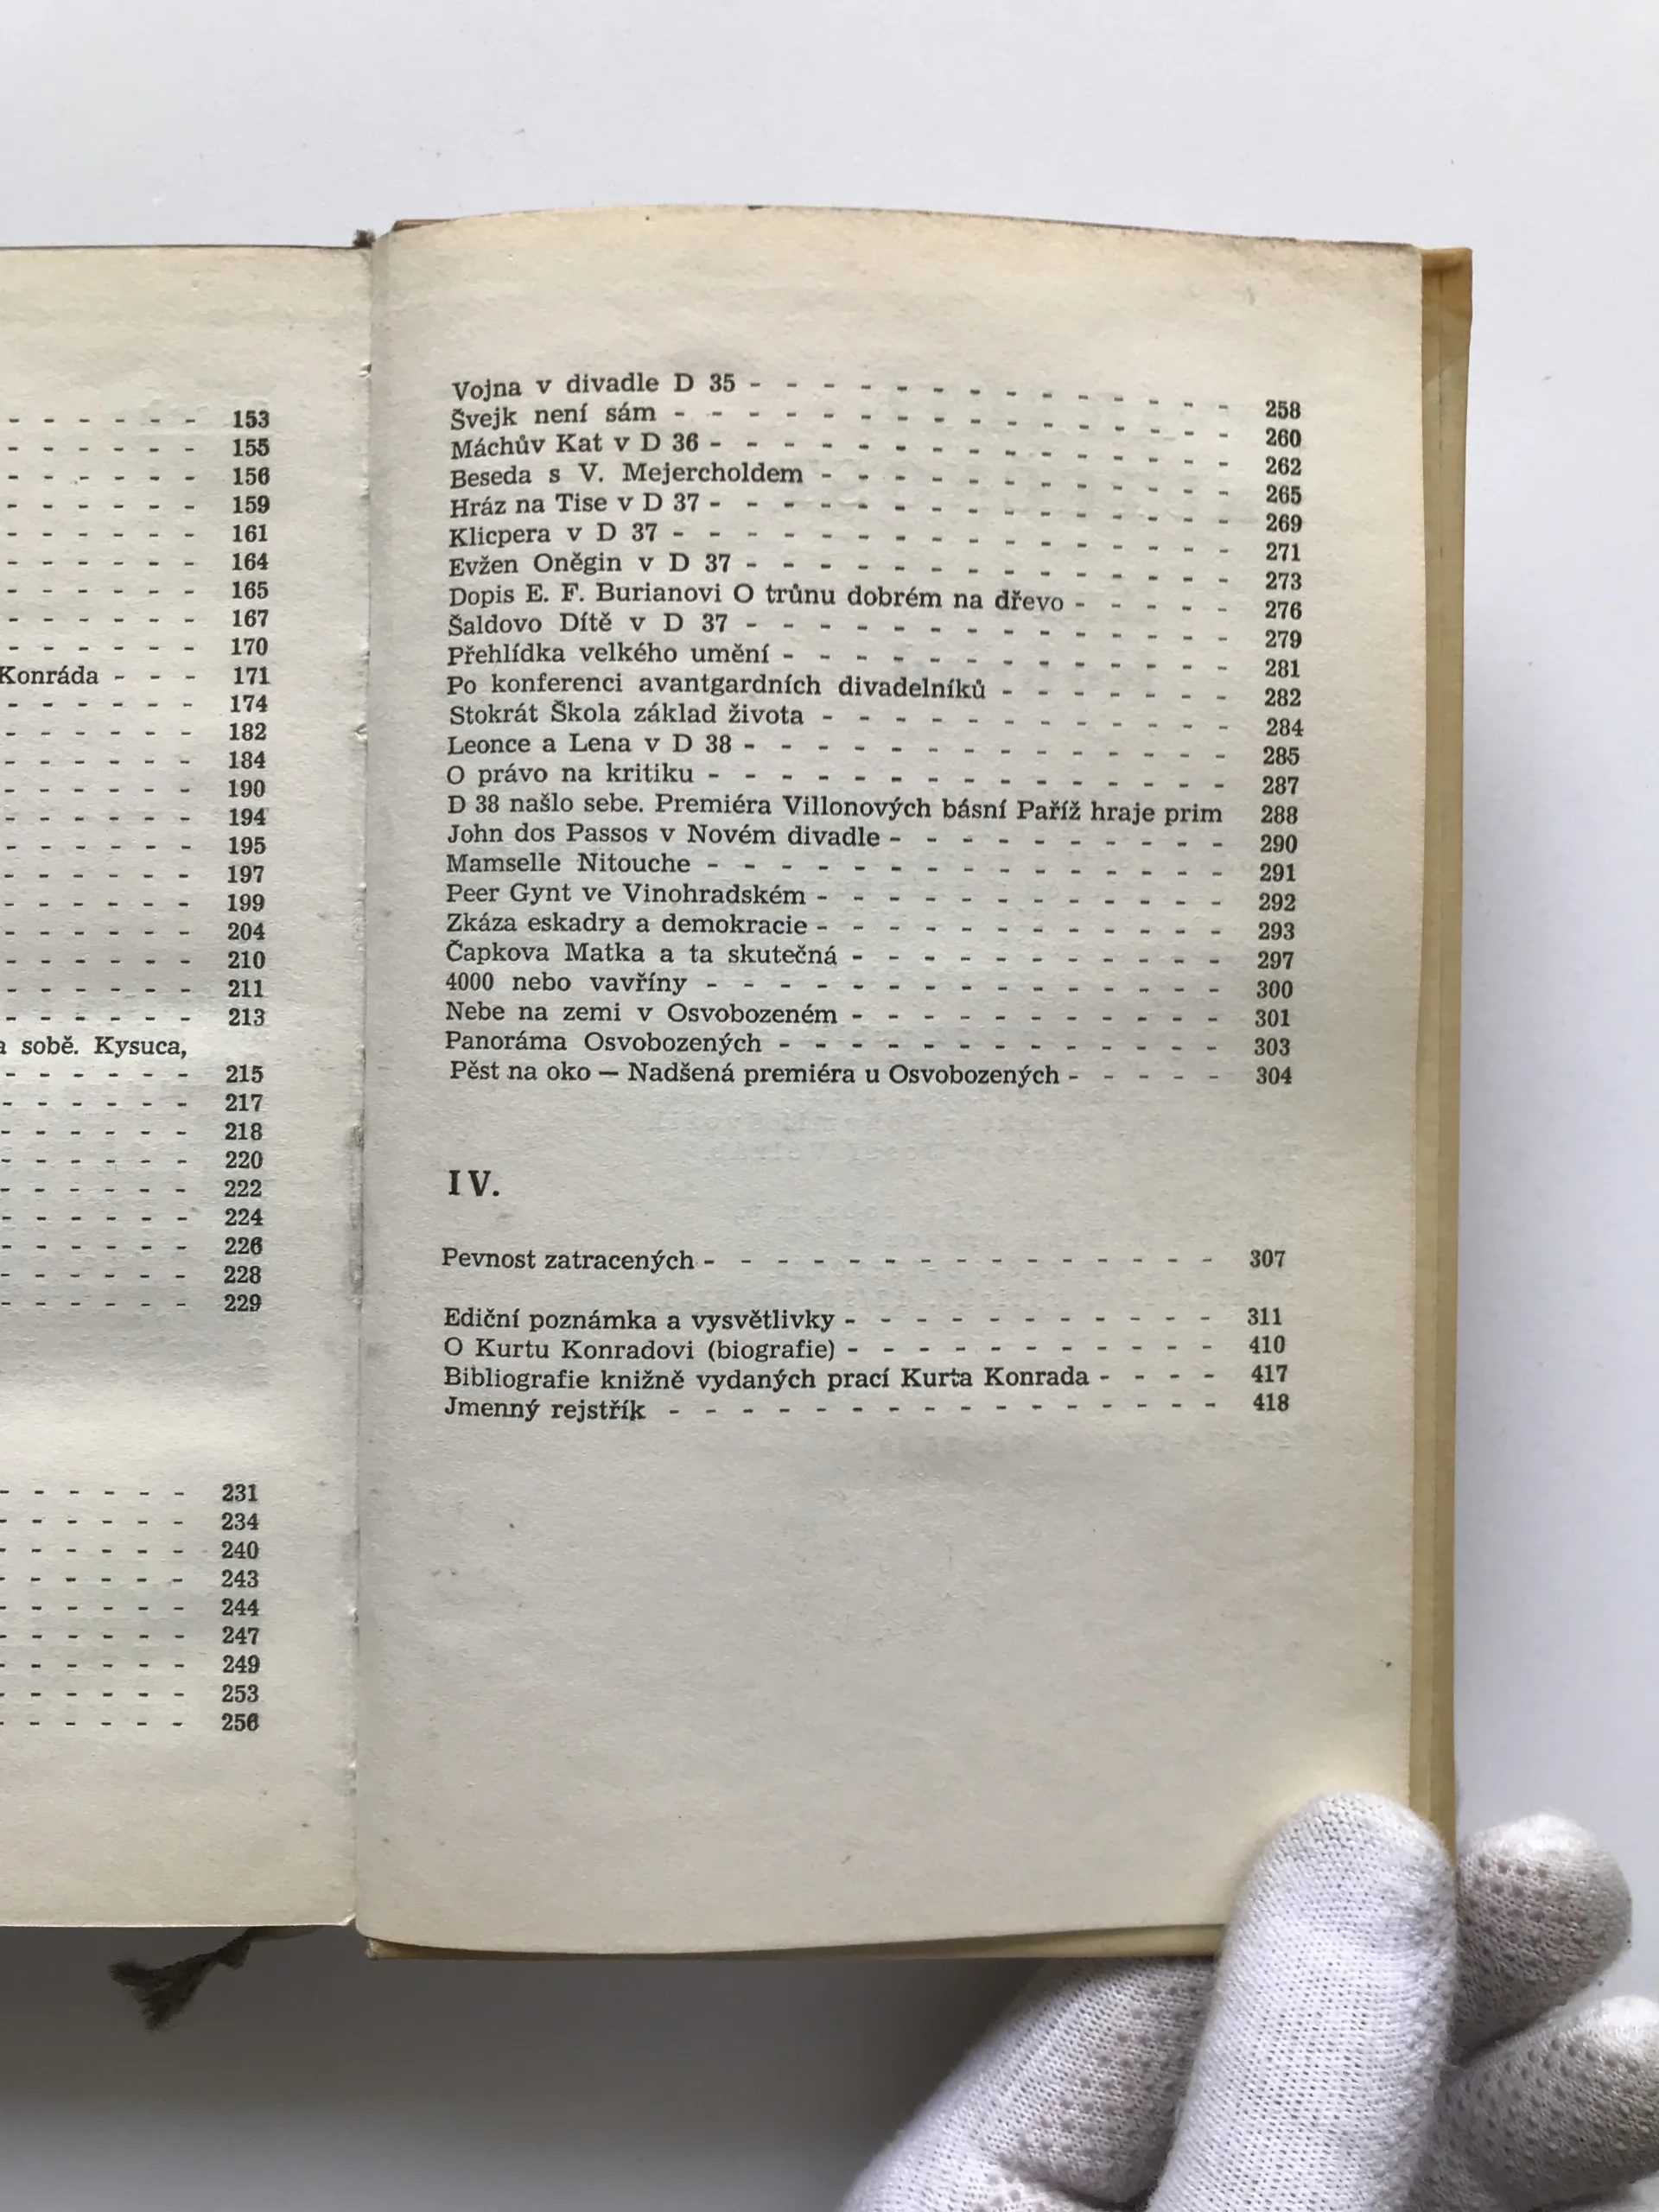 153
155
156
159
161
164
165
167
170
Konráda - - - 171
174
182
184
190
194
195
197
199
204
210
211
213
sobě. Kysuca,
215
217
218
220
222
224
226
228
229
231
234
240
243
244
247
249
253
256
Vojna v divadle D 35 - - - - - - - - - - - - - - 258
Švejk není sám - - - - - - - - - - - - - - - - 260
Máchův Kat v D 36 - - - - - - - - - - - - - - - 262
Beseda s V. Mejercholdem - - - - - - - - - - - - 265
Hráz na Tise v D 37 - - - - - - - - - - - - - - - 269
Klicpera v D 37 - - - - - - - - - - - - - - - - 271
Evžen Oněgin v D 37 - - - - - - - - - - - - - - 273
Dopis E. F. Burianovi O trůnu dobrém na dřevo - - - - - 276
Šaldovo Dítě v D 37 - - - - - - - - - - - - - - 279
Přehlídka velkého umění - - - - - - - - - - - - - 281
Po konferenci avantgardních divadelníků - - - - - - - 282
Stokrát Škola základ života - - - - - - - - - - - - 284
Leonce a Lena v D 38 - - - - - - - - - - - - - - 285
O právo na kritiku - - - - - - - - - - - - - - - 287
D 38 našlo sebe. Premiéra Villonových básní Paříž hraje prim 288
John dos Passos v Novém divadle - - - - - - - - - - 290
Mamselle Nitouche - - - - - - - - - - - - - - - 291
Peer Gynt ve Vinohradském - - - - - - - - - - - - 292
Zkáza eskadry a demokracie - - - - - - - - - - - - 293
Čapkova Matka a ta skutečná - - - - - - - - - - - 297
4000 nebo vavříny - - - - - - - - - - - - - - - 300
Nebe na zemi v Osvobozeném - - - - - - - - - - - 301
Panoráma Osvobozených - - - - - - - - - - - - - 303
Pěst na oko — Nadšená premiéra u Osvobozených - - - - - 304
IV.
Pevnost zatracených - - - - - - - - - - - - - - - 307
Ediční poznámka a vysvětlivky - - - - - - - - - - - 311
O Kurtu Konradovi (biografie) - - - - - - - - - - - 410
Bibliografie knižně vydaných prací Kurta Konrada - - - - 417
Jmenný rejstřík - - - - - - - - - - - - - - - - 418